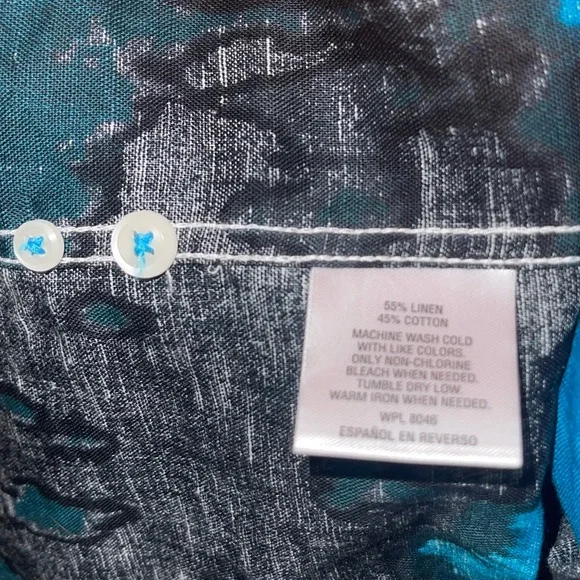 55% LINEN
45% COTTON
MACHINE WASH COLD
WITH LIKE COLORS.
ONLY NON-CHLORINE
BLEACH WHEN NEEDED.
TUMBLE DRY LOW
WARM IRON WHEN NEEDED.
WPL 8046
ESPAÑOL EN REVERSO